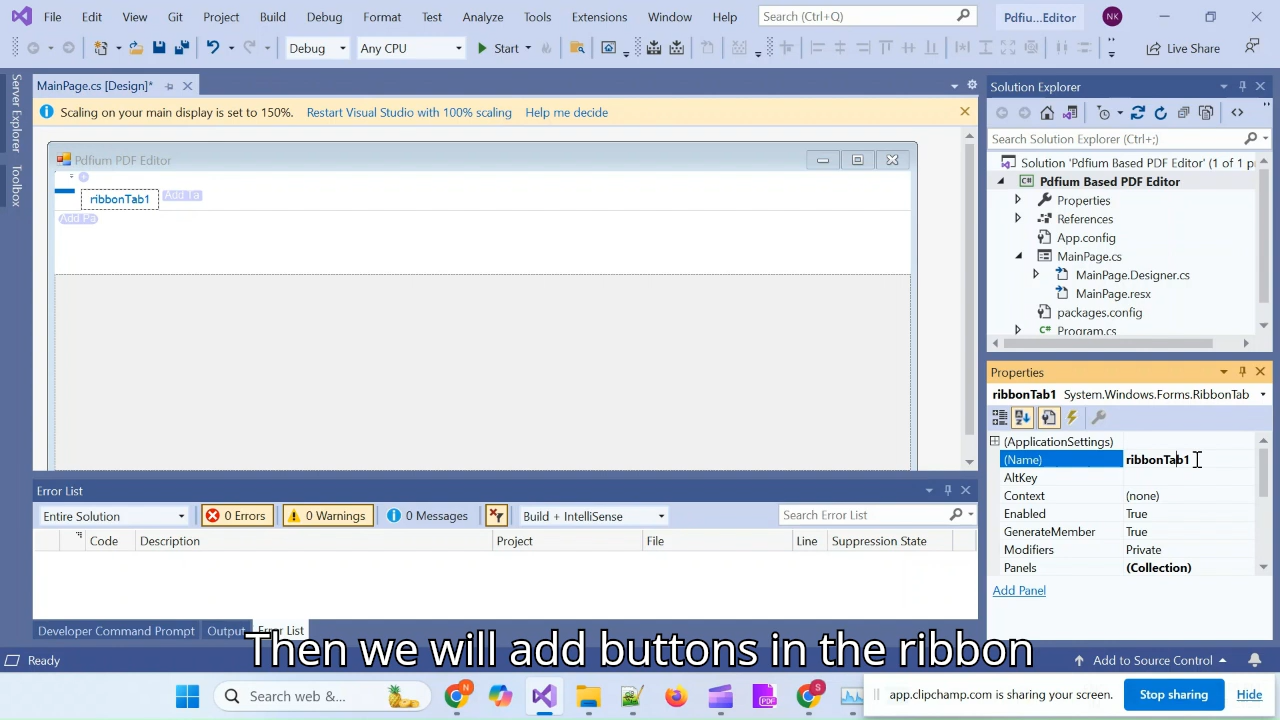 File Edit View Git Project Build Debug Format Test Analyze Tools Extensions Window Help Search (Ctrl+Q) Pdfiu...Editor NK
Debug Any CPU Start Live Share
Server Explorer
Toolbox
MainPage.cs [Design]*
Scaling on your main display is set to 150%. Restart Visual Studio with 100% scaling Help me decide
Pdfium PDF Editor
ribbonTab1 Add Ta
Add Pa
Solution Explorer
Search Solution Explorer (Ctrl+;)
Solution 'Pdfium Based PDF Editor' (1 of 1 p
Pdfium Based PDF Editor
Properties
References
App.config
MainPage.cs
MainPage.Designer.cs
MainPage.resx
packages.config
Program.cs
Properties
ribbonTab1 System.Windows.Forms.RibbonTab
(ApplicationSettings)
(Name) ribbonTab1
AltKey
Context (none)
Enabled True
GenerateMember True
Modifiers Private
Panels (Collection)
Add Panel
Error List
Entire Solution 0 Errors 0 Warnings 0 Messages Build + IntelliSense Search Error List
Code Description Project File Line Suppression State
Developer Command Prompt Output Error List
Then we will add buttons in the ribbon
Ready Add to Source Control
Search web &... N PDF S app.clipchamp.com is sharing your screen. Stop sharing Hide